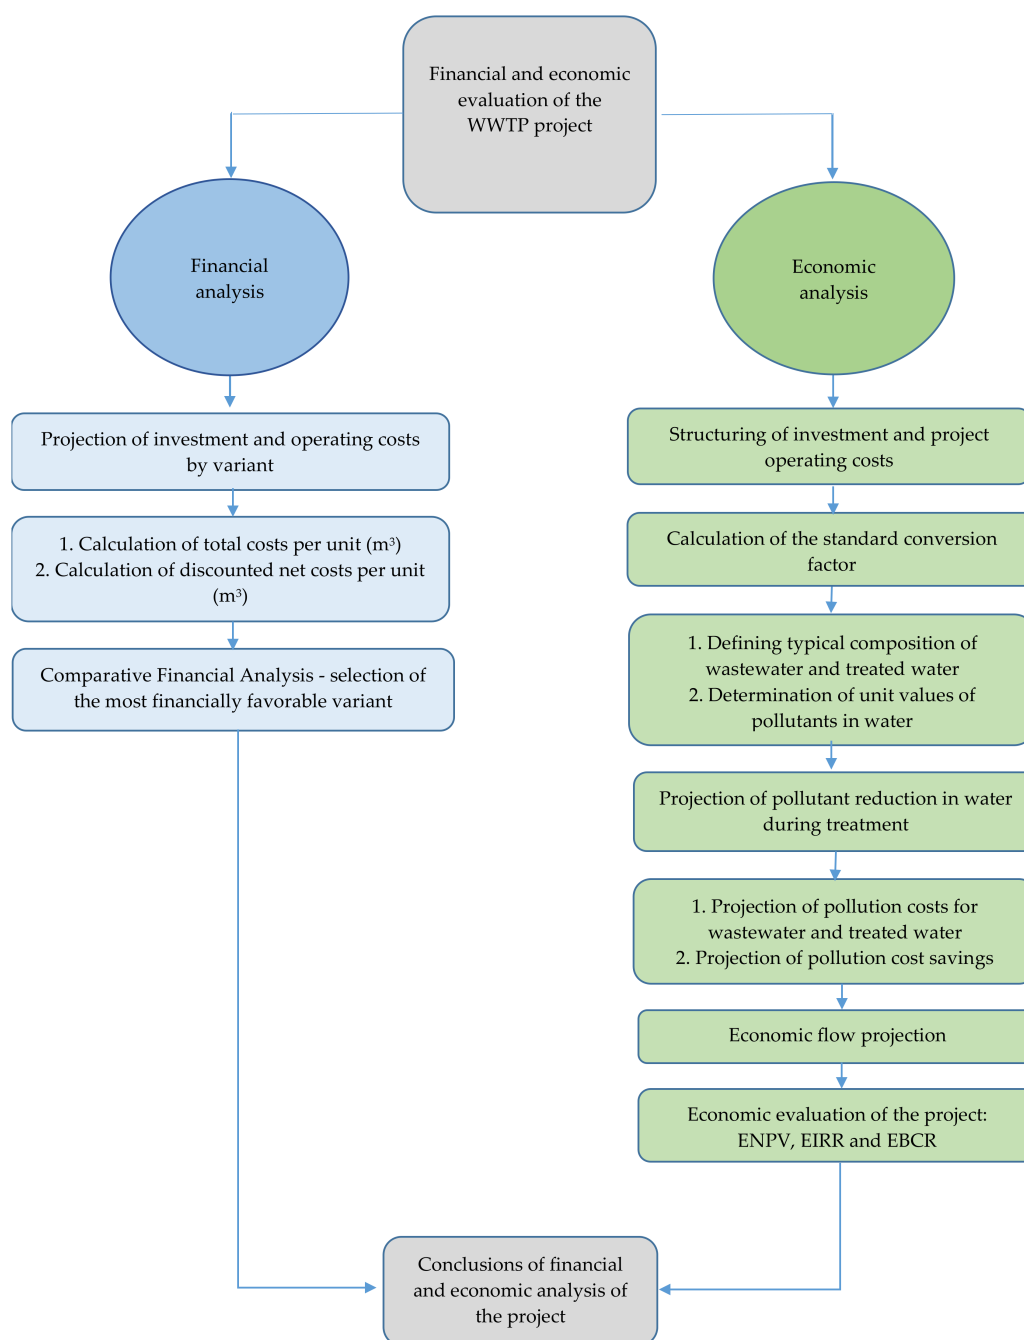 Financial and economic
evaluation of the
WWTP project
Financial
analysis
Economic
analysis
Projection of investment and operating costs
by variant
1. Calculation of total costs per unit (m³)
2. Calculation of discounted net costs per unit
(m³)
Comparative Financial Analysis - selection of
the most financially favorable variant
Structuring of investment and project
operating costs
Calculation of the standard conversion
factor
1. Defining typical composition of
wastewater and treated water
2. Determination of unit values of
pollutants in water
Projection of pollutant reduction in water
during treatment
1. Projection of pollution costs for
wastewater and treated water
2. Projection of pollution cost savings
Economic flow projection
Economic evaluation of the project:
ENPV, EIRR and EBCR
Conclusions of financial
and economic analysis of
the project